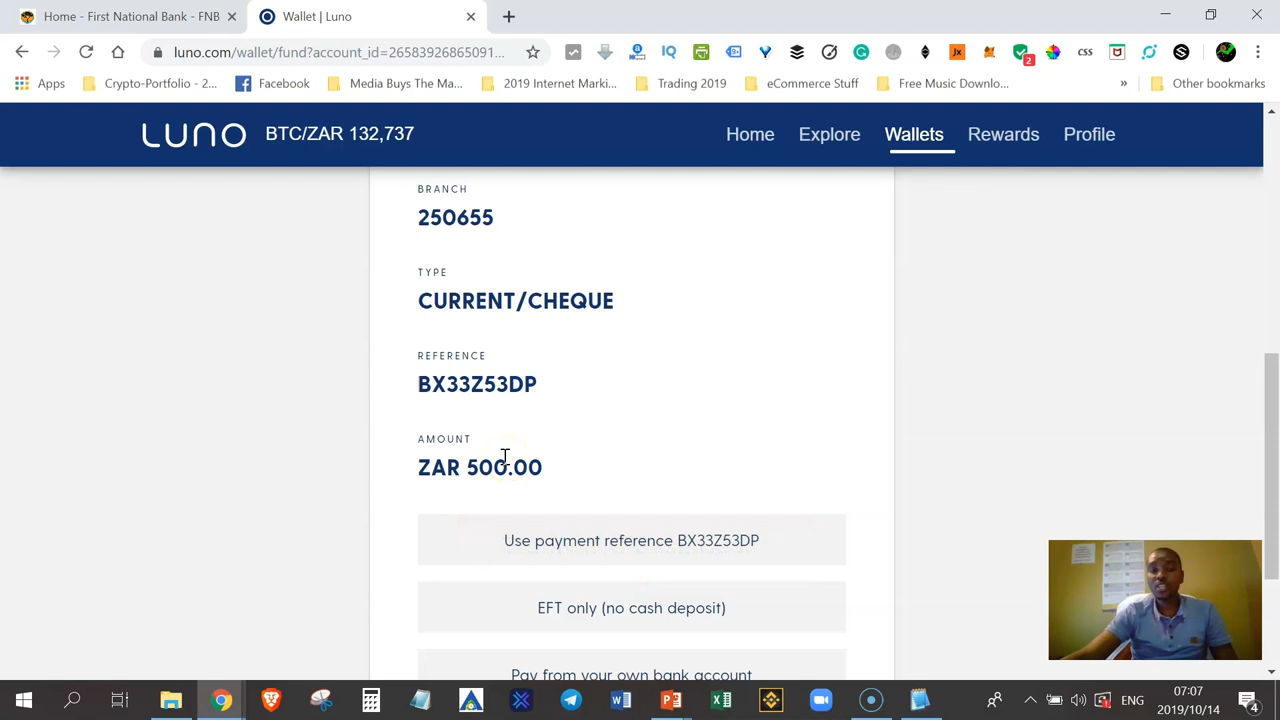 Home - First National Bank - FNB
Wallet | Luno
luno.com/wallet/fund?account_id=26583926865091...
Apps
Crypto-Portfolio - 2...
Facebook
Media Buys The Ma...
2019 Internet Marki...
Trading 2019
eCommerce Stuff
Free Music Downlo...
»
Other bookmarks
LUNO
BTC/ZAR 132,737
Home
Explore
Wallets
Rewards
Profile
BRANCH
250655
TYPE
CURRENT/CHEQUE
REFERENCE
BX33Z53DP
AMOUNT
ZAR 500.00
Use payment reference BX33Z53DP
EFT only (no cash deposit)
Pay from your own bank account
ENG
07:07
2019/10/14